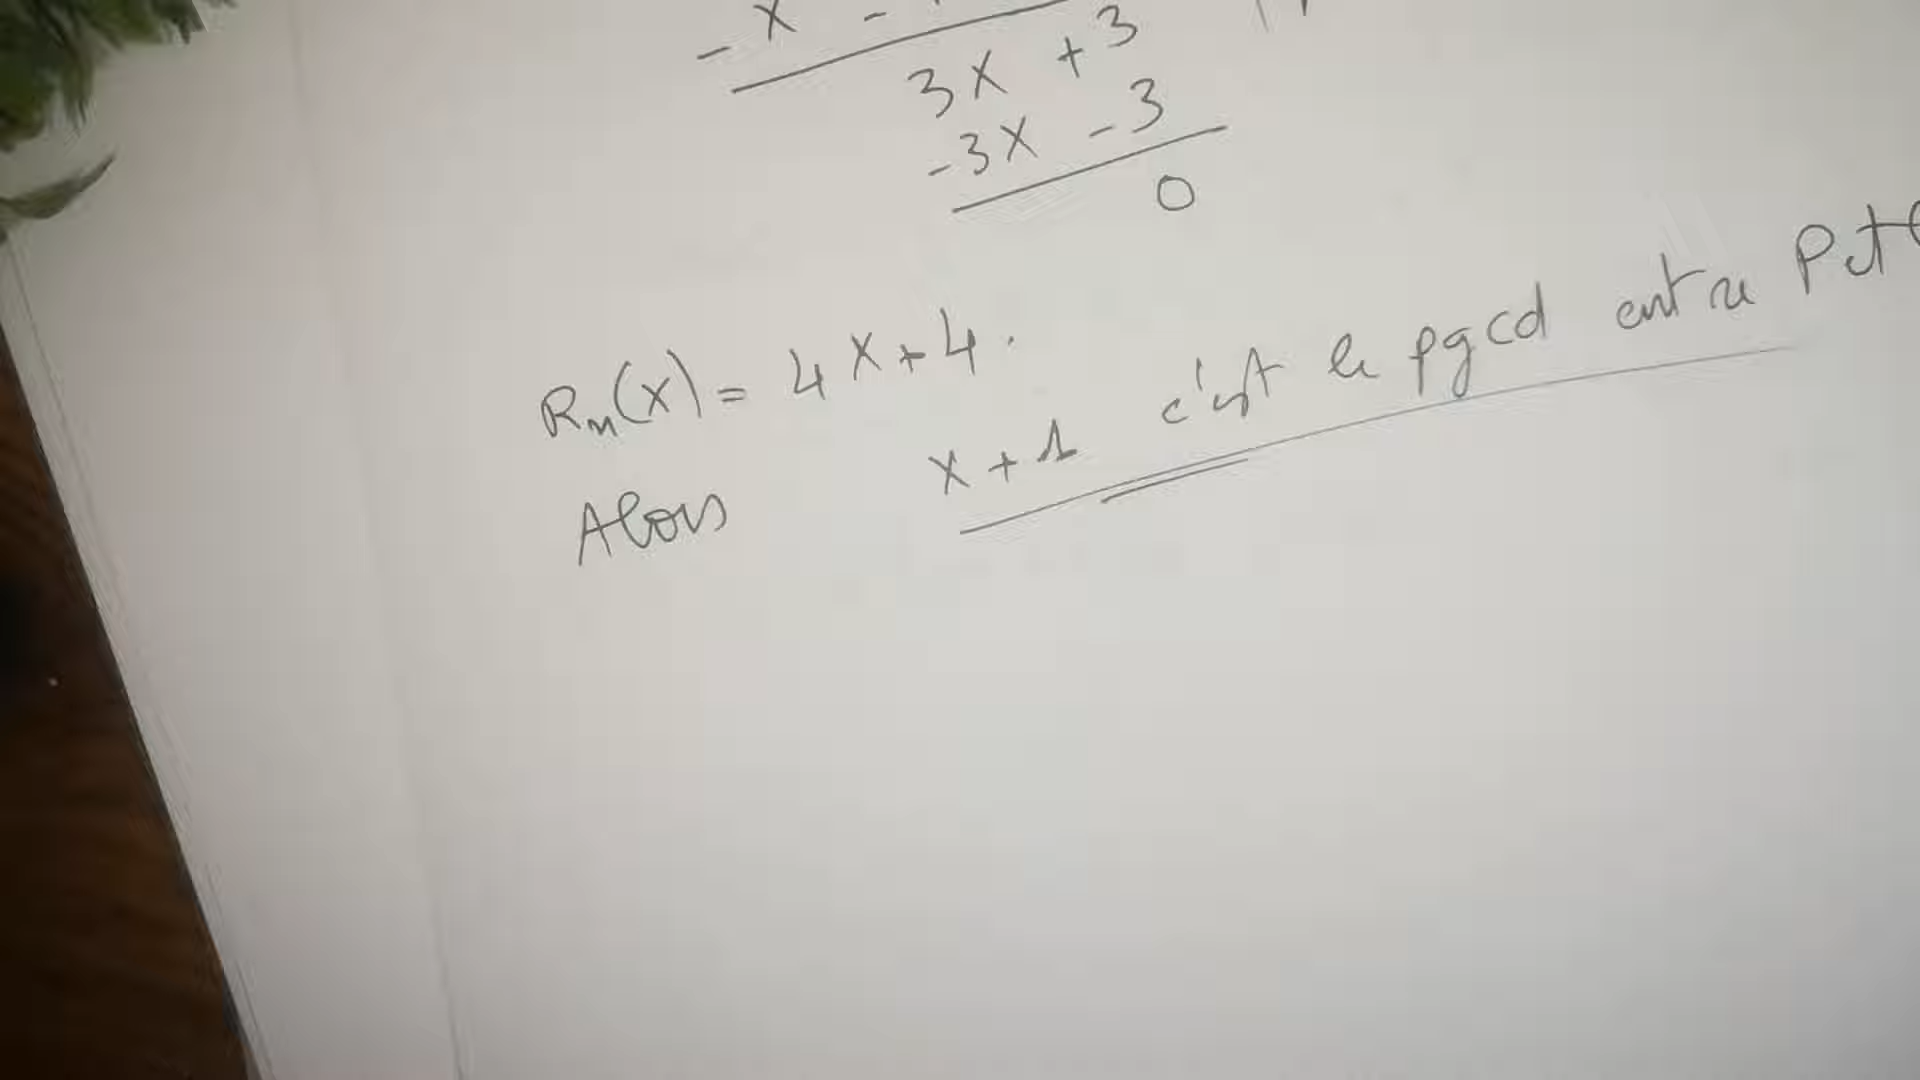 - X -
3X + 3
-3X - 3
0
Rn(X) = 4X + 4.
Alors X + 1 c'est le pgcd entre P et